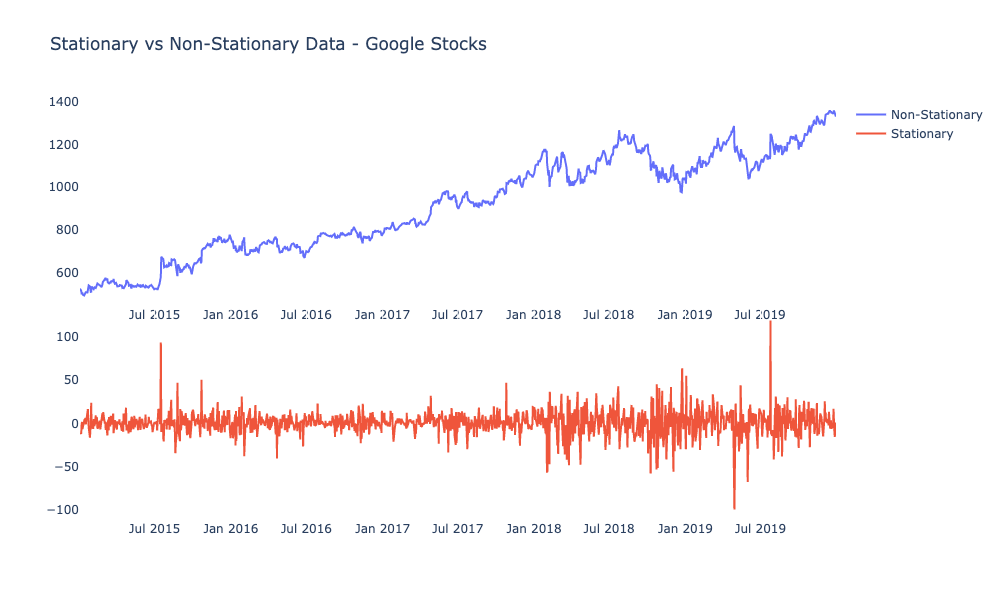 Stationary vs Non-Stationary Data - Google Stocks
1400
1200
1000
800
600
Non-Stationary
Stationary
Jul 2015 Jan 2016 Jul 2016 Jan 2017 Jul 2017 Jan 2018 Jul 2018 Jan 2019 Jul 2019
100
50
0
−50
−100
Jul 2015 Jan 2016 Jul 2016 Jan 2017 Jul 2017 Jan 2018 Jul 2018 Jan 2019 Jul 2019